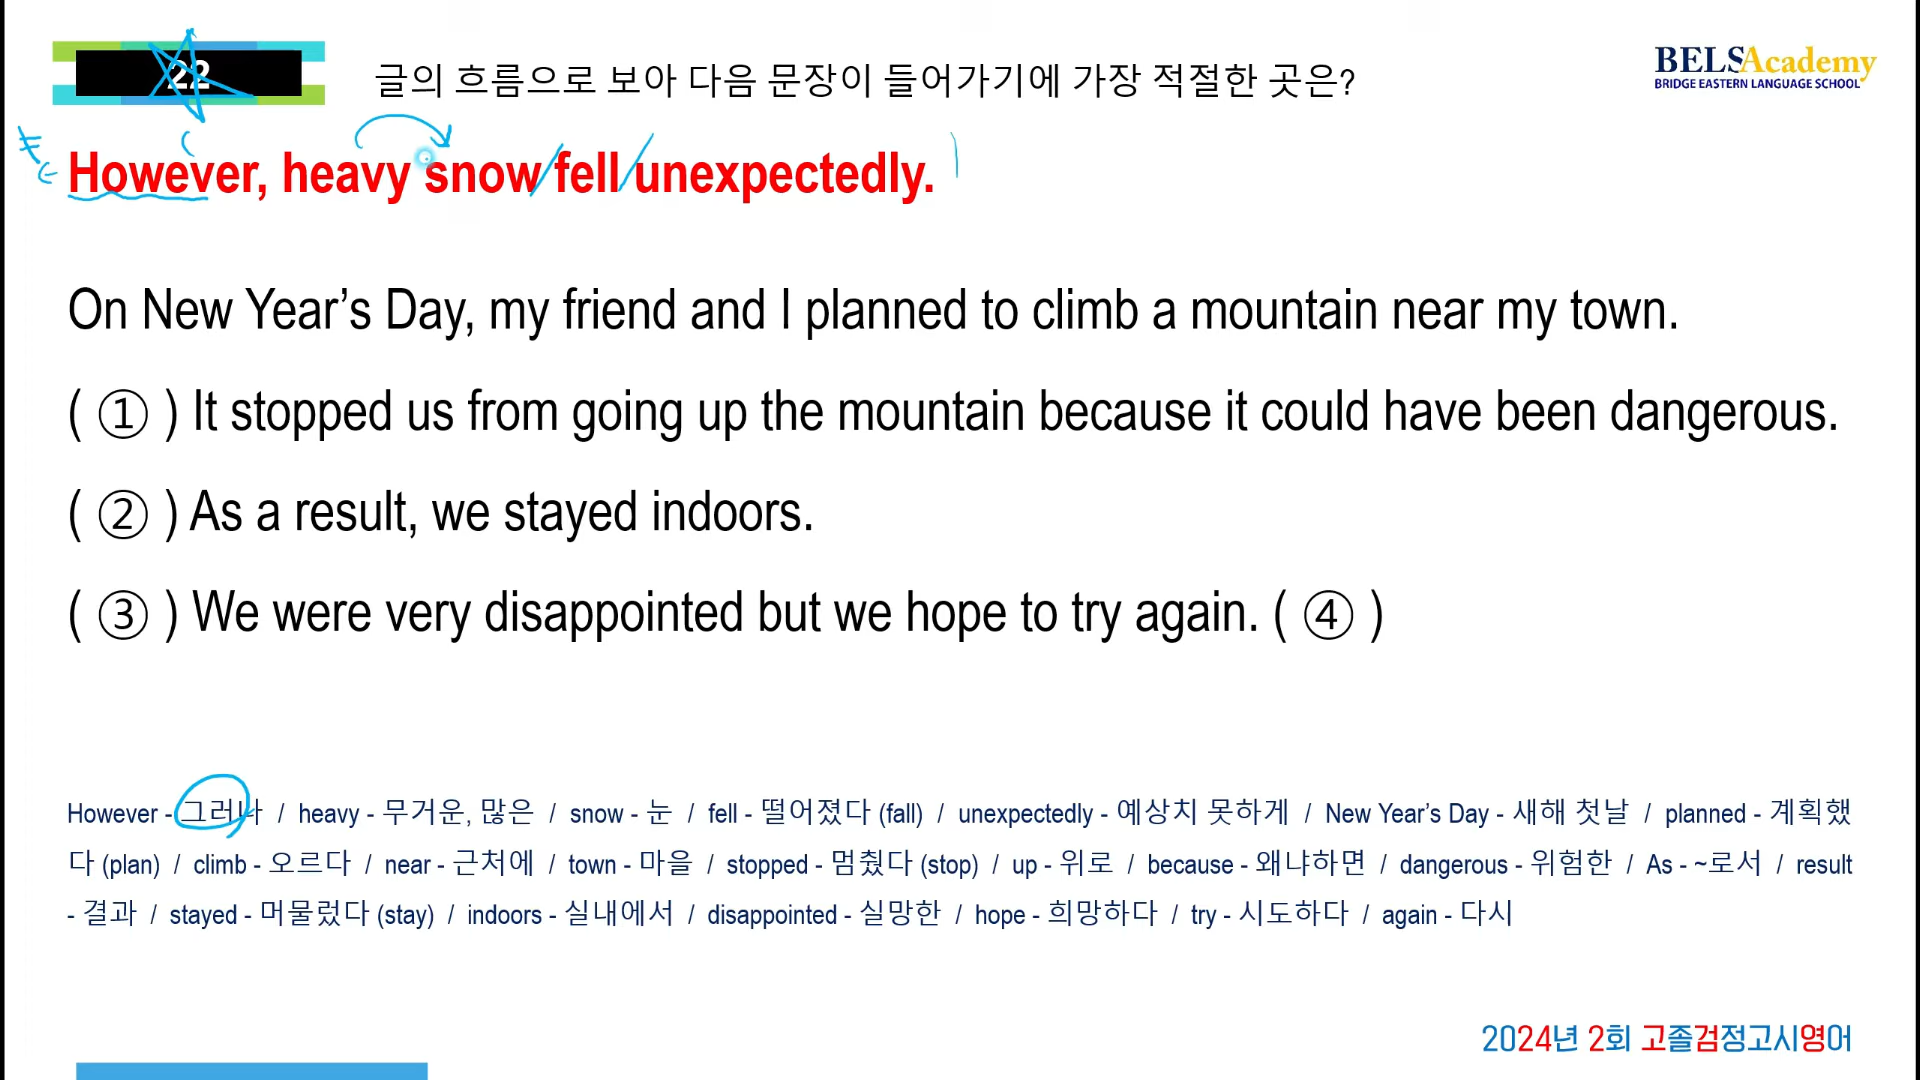 22
글의 흐름으로 보아 다음 문장이 들어가기에 가장 적절한 곳은?
BELSAcademy
BRIDGE EASTERN LANGUAGE SCHOOL
However, heavy snow fell unexpectedly.
On New Year’s Day, my friend and I planned to climb a mountain near my town.
( ① ) It stopped us from going up the mountain because it could have been dangerous.
( ② ) As a result, we stayed indoors.
( ③ ) We were very disappointed but we hope to try again. ( ④ )
However - 그러나 / heavy - 무거운, 많은 / snow - 눈 / fell - 떨어졌다 (fall) / unexpectedly - 예상치 못하게 / New Year’s Day - 새해 첫날 / planned - 계획했
다 (plan) / climb - 오르다 / near - 근처에 / town - 마을 / stopped - 멈췄다 (stop) / up - 위로 / because - 왜냐하면 / dangerous - 위험한 / As - ~로서 / result
- 결과 / stayed - 머물렀다 (stay) / indoors - 실내에서 / disappointed - 실망한 / hope - 희망하다 / try - 시도하다 / again - 다시
2024년 2회 고졸검정고시영어